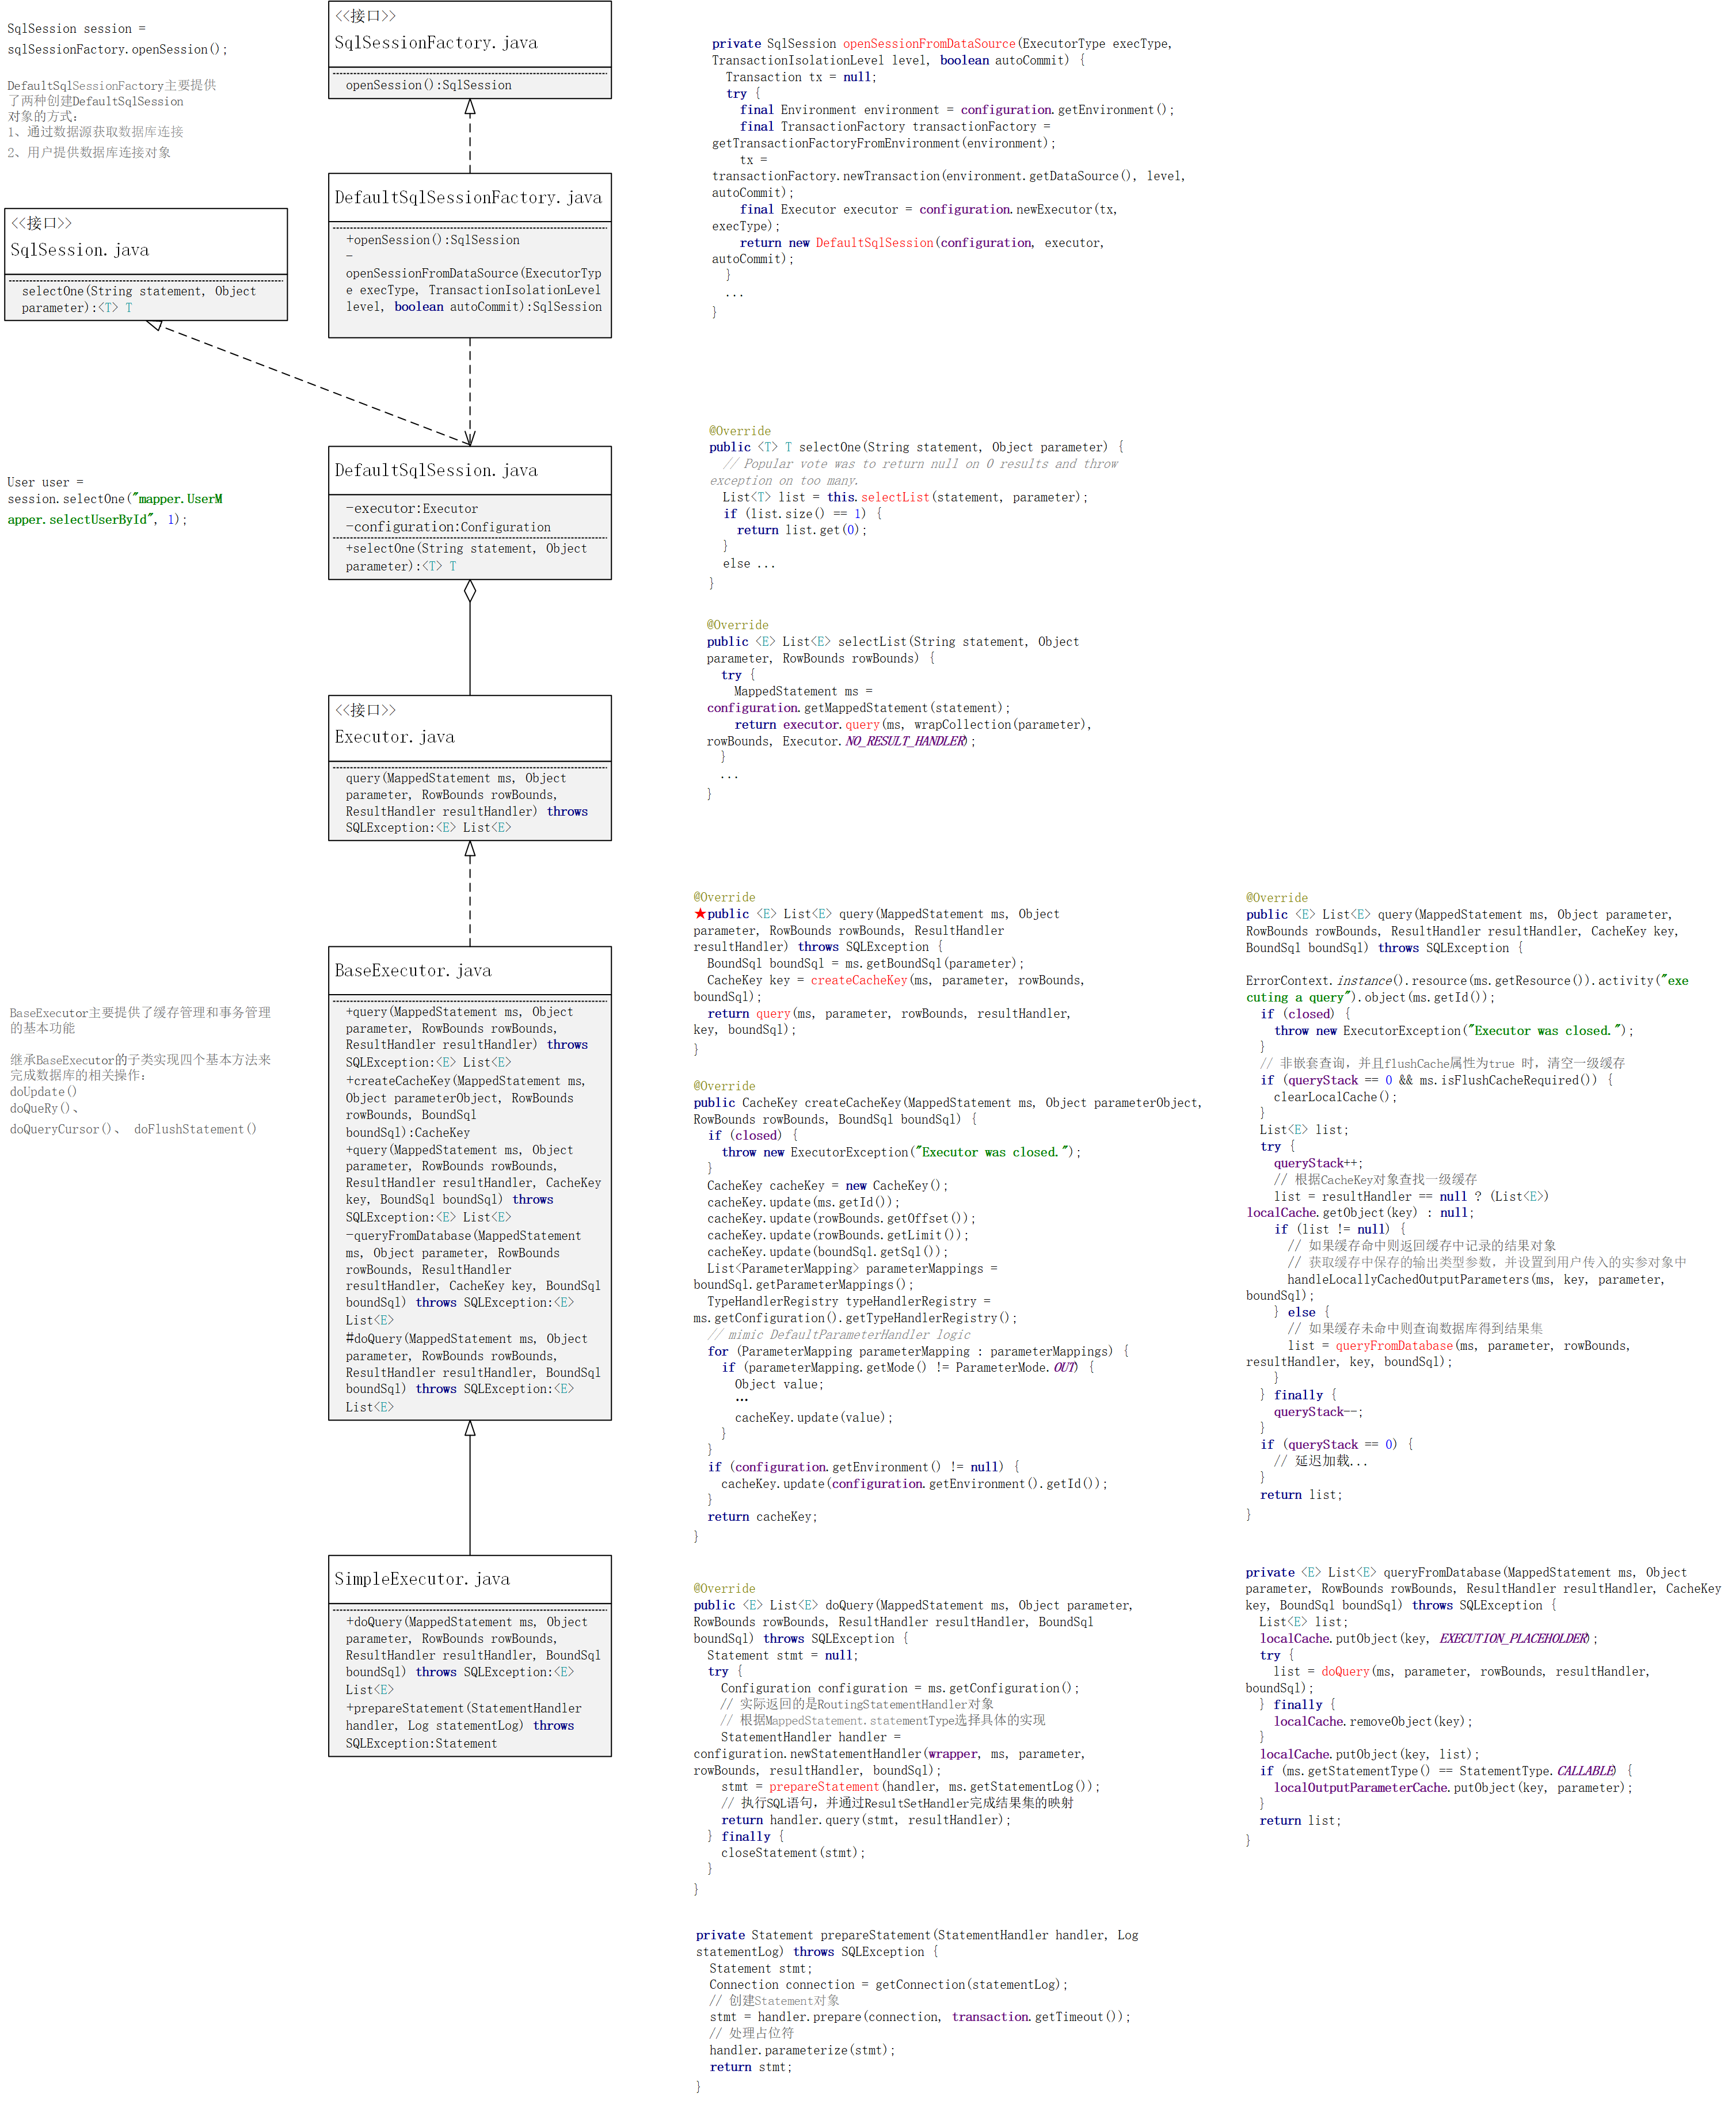 SqlSession session =
sqlSessionFactory.openSession();
DefaultSqlSessionFactory主要提供
了两种创建DefaultSqlSession
对象的方式：
1、通过数据源获取数据库连接
2、用户提供数据库连接对象
<<接口>>
SqlSessionFactory.java
openSession():SqlSession
DefaultSqlSessionFactory.java
+openSession():SqlSession
-
openSessionFromDataSource(ExecutorTyp
e execType, TransactionIsolationLevel
level, boolean autoCommit):SqlSession
<<接口>>
SqlSession.java
selectOne(String statement, Object
parameter):<T> T
User user =
session.selectOne("mapper.UserM
apper.selectUserById", 1);
DefaultSqlSession.java
-executor:Executor
-configuration:Configuration
+selectOne(String statement, Object
parameter):<T> T
<<接口>>
Executor.java
query(MappedStatement ms, Object
parameter, RowBounds rowBounds,
ResultHandler resultHandler) throws
SQLException:<E> List<E>
BaseExecutor主要提供了缓存管理和事务管理
的基本功能
继承BaseExecutor的子类实现四个基本方法来
完成数据库的相关操作：
doUpdate()
doQueRy()、
doQueryCursor()、 doFlushStatement()
BaseExecutor.java
+query(MappedStatement ms, Object
parameter, RowBounds rowBounds,
ResultHandler resultHandler) throws
SQLException:<E> List<E>
+createCacheKey(MappedStatement ms,
Object parameterObject, RowBounds
rowBounds, BoundSql
boundSql):CacheKey
+query(MappedStatement ms, Object
parameter, RowBounds rowBounds,
ResultHandler resultHandler, CacheKey
key, BoundSql boundSql) throws
SQLException:<E> List<E>
-queryFromDatabase(MappedStatement
ms, Object parameter, RowBounds
rowBounds, ResultHandler
resultHandler, CacheKey key, BoundSql
boundSql) throws SQLException:<E>
List<E>
#doQuery(MappedStatement ms, Object
parameter, RowBounds rowBounds,
ResultHandler resultHandler, BoundSql
boundSql) throws SQLException:<E>
List<E>
SimpleExecutor.java
+doQuery(MappedStatement ms, Object
parameter, RowBounds rowBounds,
ResultHandler resultHandler, BoundSql
boundSql) throws SQLException:<E>
List<E>
+prepareStatement(StatementHandler
handler, Log statementLog) throws
SQLException:Statement
private SqlSession openSessionFromDataSource(ExecutorType execType,
TransactionIsolationLevel level, boolean autoCommit) {
Transaction tx = null;
try {
final Environment environment = configuration.getEnvironment();
final TransactionFactory transactionFactory =
getTransactionFactoryFromEnvironment(environment);
tx =
transactionFactory.newTransaction(environment.getDataSource(), level,
autoCommit);
final Executor executor = configuration.newExecutor(tx,
execType);
return new DefaultSqlSession(configuration, executor,
autoCommit);
}
...
}
@Override
public <T> T selectOne(String statement, Object parameter) {
// Popular vote was to return null on 0 results and throw
exception on too many.
List<T> list = this.selectList(statement, parameter);
if (list.size() == 1) {
return list.get(0);
}
else ...
}
@Override
public <E> List<E> selectList(String statement, Object
parameter, RowBounds rowBounds) {
try {
MappedStatement ms =
configuration.getMappedStatement(statement);
return executor.query(ms, wrapCollection(parameter),
rowBounds, Executor.NO_RESULT_HANDLER);
}
...
}
@Override
★public <E> List<E> query(MappedStatement ms, Object
parameter, RowBounds rowBounds, ResultHandler
resultHandler) throws SQLException {
BoundSql boundSql = ms.getBoundSql(parameter);
CacheKey key = createCacheKey(ms, parameter, rowBounds,
boundSql);
return query(ms, parameter, rowBounds, resultHandler,
key, boundSql);
}
@Override
public CacheKey createCacheKey(MappedStatement ms, Object parameterObject,
RowBounds rowBounds, BoundSql boundSql) {
if (closed) {
throw new ExecutorException("Executor was closed.");
}
CacheKey cacheKey = new CacheKey();
cacheKey.update(ms.getId());
cacheKey.update(rowBounds.getOffset());
cacheKey.update(rowBounds.getLimit());
cacheKey.update(boundSql.getSql());
List<ParameterMapping> parameterMappings =
boundSql.getParameterMappings();
TypeHandlerRegistry typeHandlerRegistry =
ms.getConfiguration().getTypeHandlerRegistry();
// mimic DefaultParameterHandler logic
for (ParameterMapping parameterMapping : parameterMappings) {
if (parameterMapping.getMode() != ParameterMode.OUT) {
Object value;
...
cacheKey.update(value);
}
}
if (configuration.getEnvironment() != null) {
cacheKey.update(configuration.getEnvironment().getId());
}
return cacheKey;
}
@Override
public <E> List<E> doQuery(MappedStatement ms, Object parameter,
RowBounds rowBounds, ResultHandler resultHandler, BoundSql
boundSql) throws SQLException {
Statement stmt = null;
try {
Configuration configuration = ms.getConfiguration();
// 实际返回的是RoutingStatementHandler对象
// 根据MappedStatement.statementType选择具体的实现
StatementHandler handler =
configuration.newStatementHandler(wrapper, ms, parameter,
rowBounds, resultHandler, boundSql);
stmt = prepareStatement(handler, ms.getStatementLog());
// 执行SQL语句，并通过ResultSetHandler完成结果集的映射
return handler.query(stmt, resultHandler);
} finally {
closeStatement(stmt);
}
}
private Statement prepareStatement(StatementHandler handler, Log
statementLog) throws SQLException {
Statement stmt;
Connection connection = getConnection(statementLog);
// 创建Statement对象
stmt = handler.prepare(connection, transaction.getTimeout());
// 处理占位符
handler.parameterize(stmt);
return stmt;
}
@Override
public <E> List<E> query(MappedStatement ms, Object parameter,
RowBounds rowBounds, ResultHandler resultHandler, CacheKey key,
BoundSql boundSql) throws SQLException {
ErrorContext.instance().resource(ms.getResource()).activity("exe
cuting a query").object(ms.getId());
if (closed) {
throw new ExecutorException("Executor was closed.");
}
// 非嵌套查询，并且flushCache属性为true 时，清空一级缓存
if (queryStack == 0 && ms.isFlushCacheRequired()) {
clearLocalCache();
}
List<E> list;
try {
queryStack++;
// 根据CacheKey对象查找一级缓存
list = resultHandler == null ? (List<E>)
localCache.getObject(key) : null;
if (list != null) {
// 如果缓存命中则返回缓存中记录的结果对象
// 获取缓存中保存的输出类型参数，并设置到用户传入的实参对象中
handleLocallyCachedOutputParameters(ms, key, parameter,
boundSql);
} else {
// 如果缓存未命中则查询数据库得到结果集
list = queryFromDatabase(ms, parameter, rowBounds,
resultHandler, key, boundSql);
}
} finally {
queryStack--;
}
if (queryStack == 0) {
// 延迟加载...
}
return list;
}
private <E> List<E> queryFromDatabase(MappedStatement ms, Object
parameter, RowBounds rowBounds, ResultHandler resultHandler, CacheKey
key, BoundSql boundSql) throws SQLException {
List<E> list;
localCache.putObject(key, EXECUTION_PLACEHOLDER);
try {
list = doQuery(ms, parameter, rowBounds, resultHandler,
boundSql);
} finally {
localCache.removeObject(key);
}
localCache.putObject(key, list);
if (ms.getStatementType() == StatementType.CALLABLE) {
localOutputParameterCache.putObject(key, parameter);
}
return list;
}